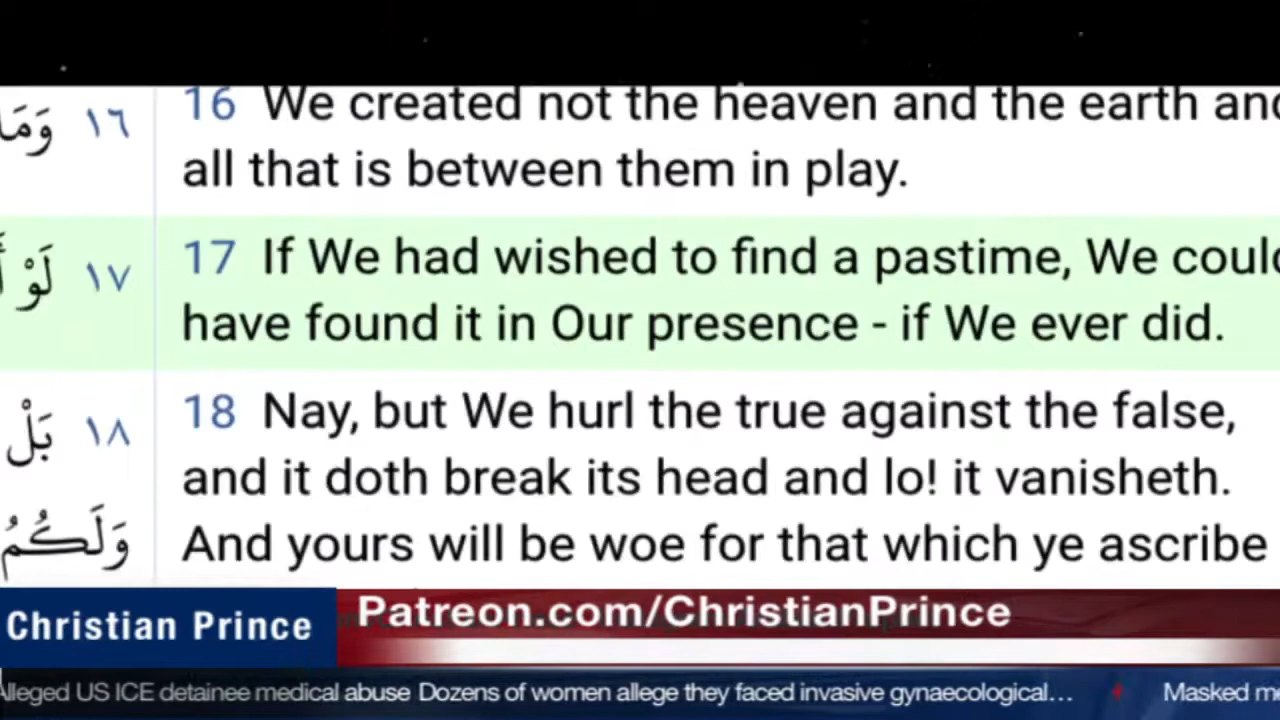 وَمَا ١٦ 16 We created not the heaven and the earth and
all that is between them in play.
لَوْ أَ ١٧ 17 If We had wished to find a pastime, We could
have found it in Our presence - if We ever did.
بَلْ ١٨ 18 Nay, but We hurl the true against the false,
and it doth break its head and lo! it vanisheth.
وَلَكُمُ And yours will be woe for that which ye ascribe
Christian Prince Patreon.com/ChristianPrince
Alleged US ICE detainee medical abuse Dozens of women allege they faced invasive gynaecological… Masked me